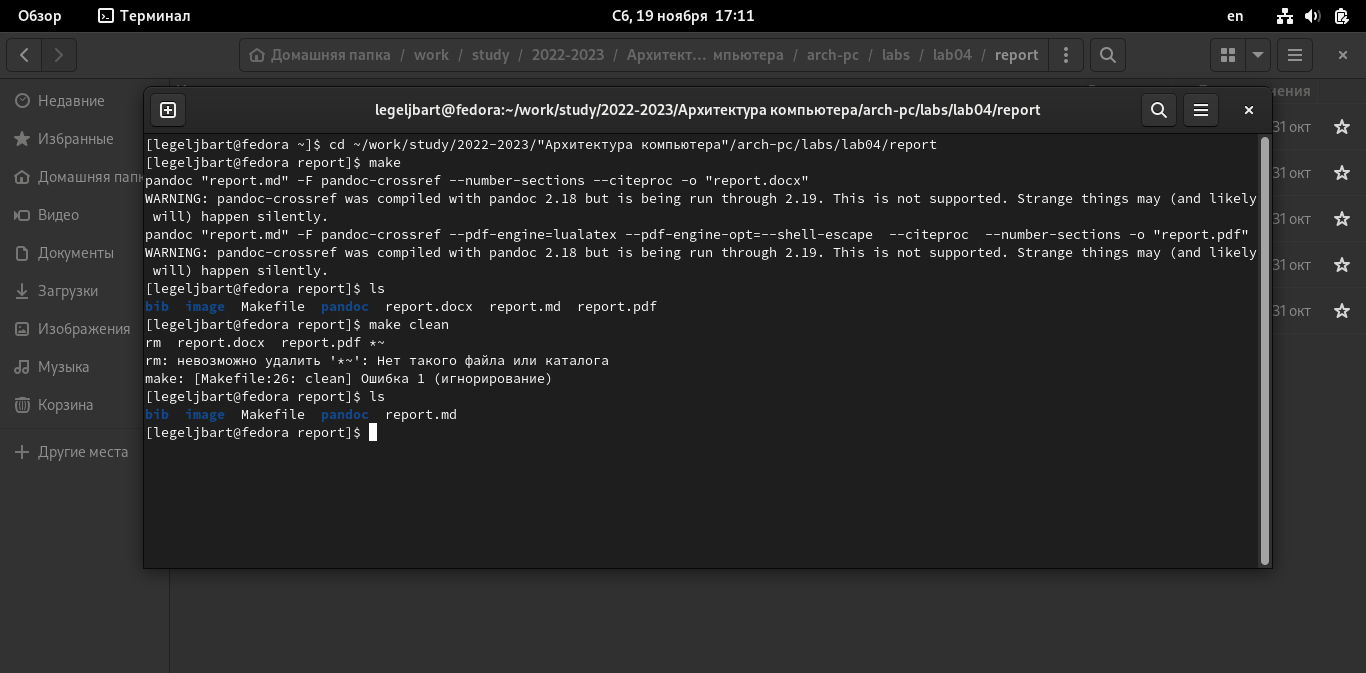 Обзор Терминал Сб, 19 ноября 17:11 en
Домашняя папка / work / study / 2022-2023 / Архитект… мпьютера / arch-pc / labs / lab04 / report
Недавние
Избранные
Домашняя
Видео
Документы
Загрузки
Изображения
Музыка
Корзина
Другие места
legeljbart@fedora:~/work/study/2022-2023/Архитектура компьютера/arch-pc/labs/lab04/report
[legeljbart@fedora ~]$ cd ~/work/study/2022-2023/"Архитектура компьютера"/arch-pc/labs/lab04/report
[legeljbart@fedora report]$ make
pandoc "report.md" -F pandoc-crossref --number-sections --citeproc -o "report.docx"
WARNING: pandoc-crossref was compiled with pandoc 2.18 but is being run through 2.19. This is not supported. Strange things may (and likely
will) happen silently.
pandoc "report.md" -F pandoc-crossref --pdf-engine=lualatex --pdf-engine-opt=--shell-escape  --citeproc  --number-sections -o "report.pdf"
WARNING: pandoc-crossref was compiled with pandoc 2.18 but is being run through 2.19. This is not supported. Strange things may (and likely
will) happen silently.
[legeljbart@fedora report]$ ls
bib  image  Makefile  pandoc  report.docx  report.md  report.pdf
[legeljbart@fedora report]$ make clean
rm  report.docx  report.pdf *~
rm: невозможно удалить '*~': Нет такого файла или каталога
make: [Makefile:26: clean] Ошибка 1 (игнорирование)
[legeljbart@fedora report]$ ls
bib  image  Makefile  pandoc  report.md
[legeljbart@fedora report]$
31 окт
31 окт
31 окт
31 окт
31 окт